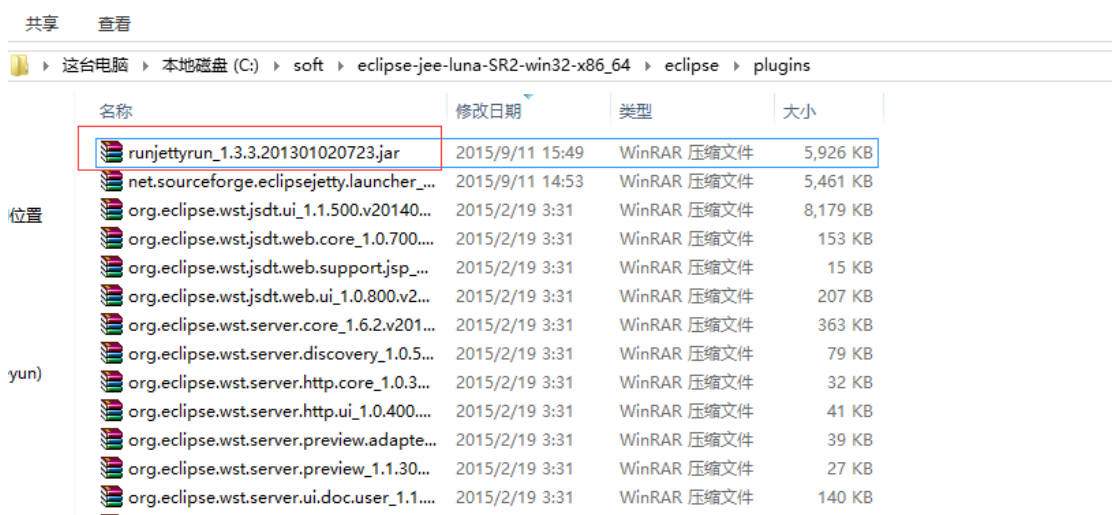 共享 查看
这台电脑 本地磁盘 (C:) soft eclipse-jee-luna-SR2-win32-x86_64 eclipse plugins
名称 修改日期 类型 大小
runjettyrun_1.3.3.201301020723.jar 2015/9/11 15:49 WinRAR 压缩文件 5,926 KB
net.sourceforge.eclipsejetty.launcher_... 2015/9/11 14:53 WinRAR 压缩文件 5,461 KB
org.eclipse.wst.jsdt.ui_1.1.500.v20140... 2015/2/19 3:31 WinRAR 压缩文件 8,179 KB
位置
org.eclipse.wst.jsdt.web.core_1.0.700.... 2015/2/19 3:31 WinRAR 压缩文件 153 KB
org.eclipse.wst.jsdt.web.support.jsp_... 2015/2/19 3:31 WinRAR 压缩文件 15 KB
org.eclipse.wst.jsdt.web.ui_1.0.800.v2... 2015/2/19 3:31 WinRAR 压缩文件 207 KB
org.eclipse.wst.server.core_1.6.2.v201... 2015/2/19 3:31 WinRAR 压缩文件 363 KB
org.eclipse.wst.server.discovery_1.0.5... 2015/2/19 3:31 WinRAR 压缩文件 79 KB
yun)
org.eclipse.wst.server.http.core_1.0.3... 2015/2/19 3:31 WinRAR 压缩文件 32 KB
org.eclipse.wst.server.http.ui_1.0.400.... 2015/2/19 3:31 WinRAR 压缩文件 41 KB
org.eclipse.wst.server.preview.adapte... 2015/2/19 3:31 WinRAR 压缩文件 39 KB
org.eclipse.wst.server.preview_1.1.30... 2015/2/19 3:31 WinRAR 压缩文件 27 KB
org.eclipse.wst.server.ui.doc.user_1.1.... 2015/2/19 3:31 WinRAR 压缩文件 140 KB